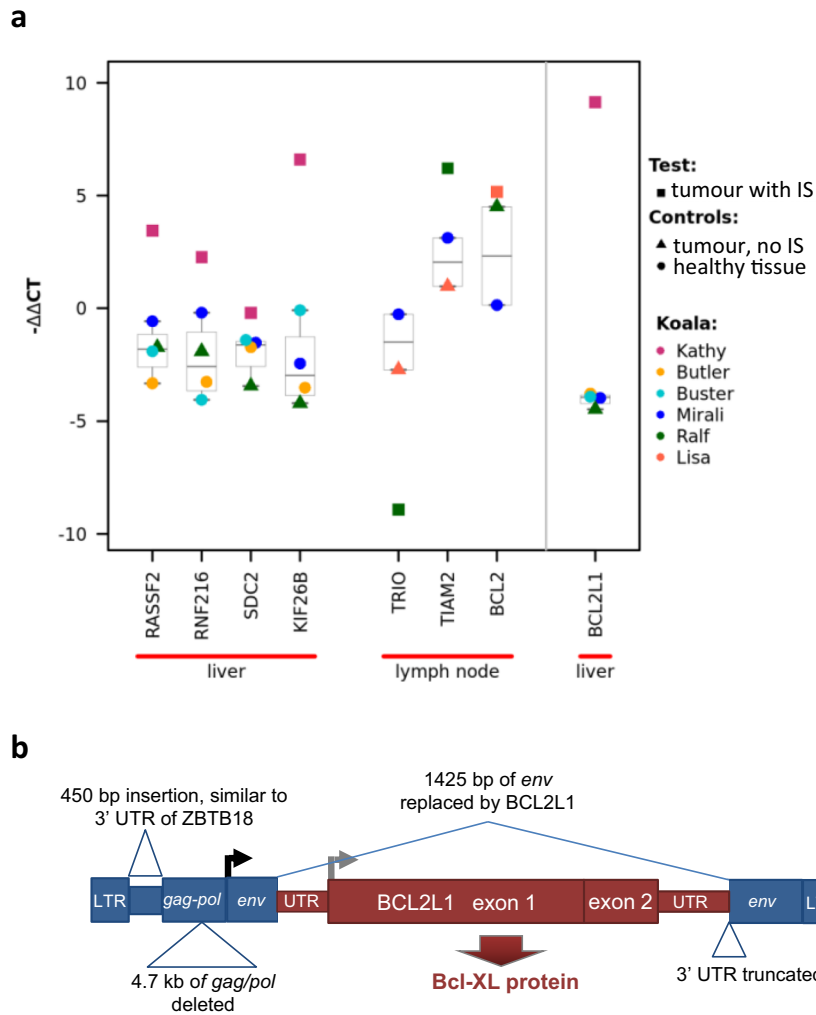 a
10
5
0
-5
-10
-ΔΔCT
RASSF2
RNF216
SDC2
KIF26B
TRIO
TIAM2
BCL2
BCL2L1
liver
lymph node
liver
Test:
tumour with IS
Controls:
tumour, no IS
healthy tissue
Koala:
Kathy
Butler
Buster
Mirali
Ralf
Lisa
b
450 bp insertion, similar to
3’ UTR of ZBTB18
1425 bp of env
replaced by BCL2L1
LTR
gag-pol
env
UTR
BCL2L1 exon 1
exon 2
UTR
env
L
4.7 kb of gag/pol
deleted
Bcl-XL protein
3’ UTR truncated